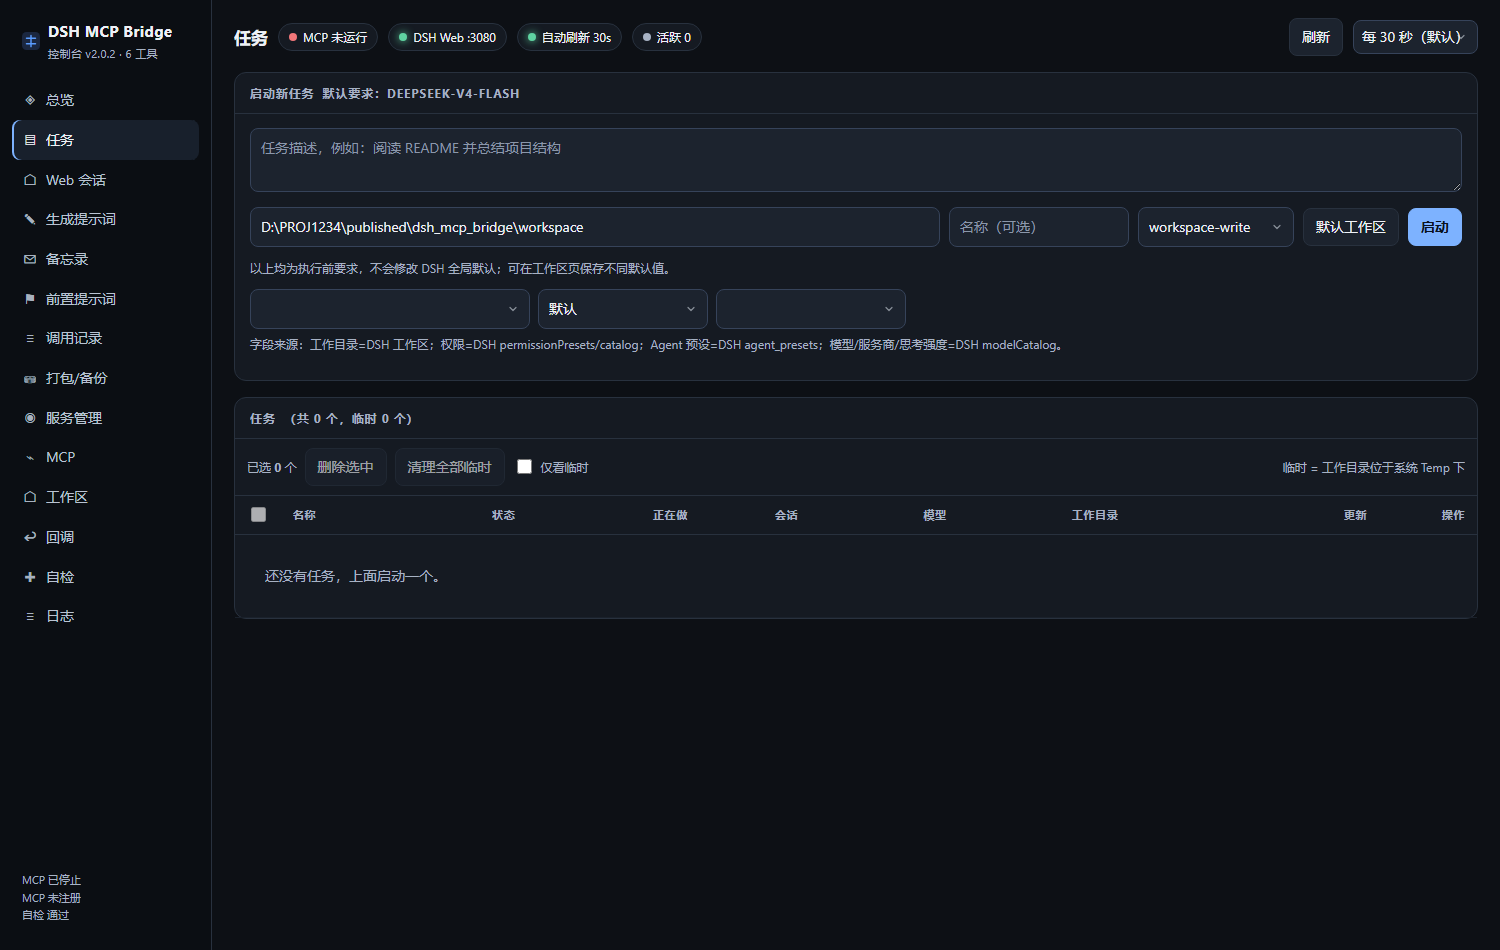 DSH MCP Bridge
控制台 v2.0.2 · 6 工具
总览
任务
Web 会话
生成提示词
备忘录
前置提示词
调用记录
打包/备份
服务管理
MCP
工作区
回调
自检
日志
MCP 已停止
MCP 未注册
自检 通过
任务 MCP 未运行 DSH Web :3080 自动刷新 30s 活跃 0 刷新 每 30 秒（默认）
启动新任务 默认要求：DEEPSEEK-V4-FLASH
任务描述，例如：阅读 README 并总结项目结构
D:\PROJ1234\published\dsh_mcp_bridge\workspace 名称（可选） workspace-write 默认工作区 启动
以上均为执行前要求，不会修改 DSH 全局默认；可在工作区页保存不同默认值。
默认
字段来源：工作目录=DSH 工作区；权限=DSH permissionPresets/catalog；Agent 预设=DSH agent_presets；模型/服务商/思考强度=DSH modelCatalog。
任务 （共 0 个，临时 0 个）
已选 0 个 删除选中 清理全部临时 仅看临时 临时 = 工作目录位于系统 Temp 下
名称 状态 正在做 会话 模型 工作目录 更新 操作
还没有任务，上面启动一个。